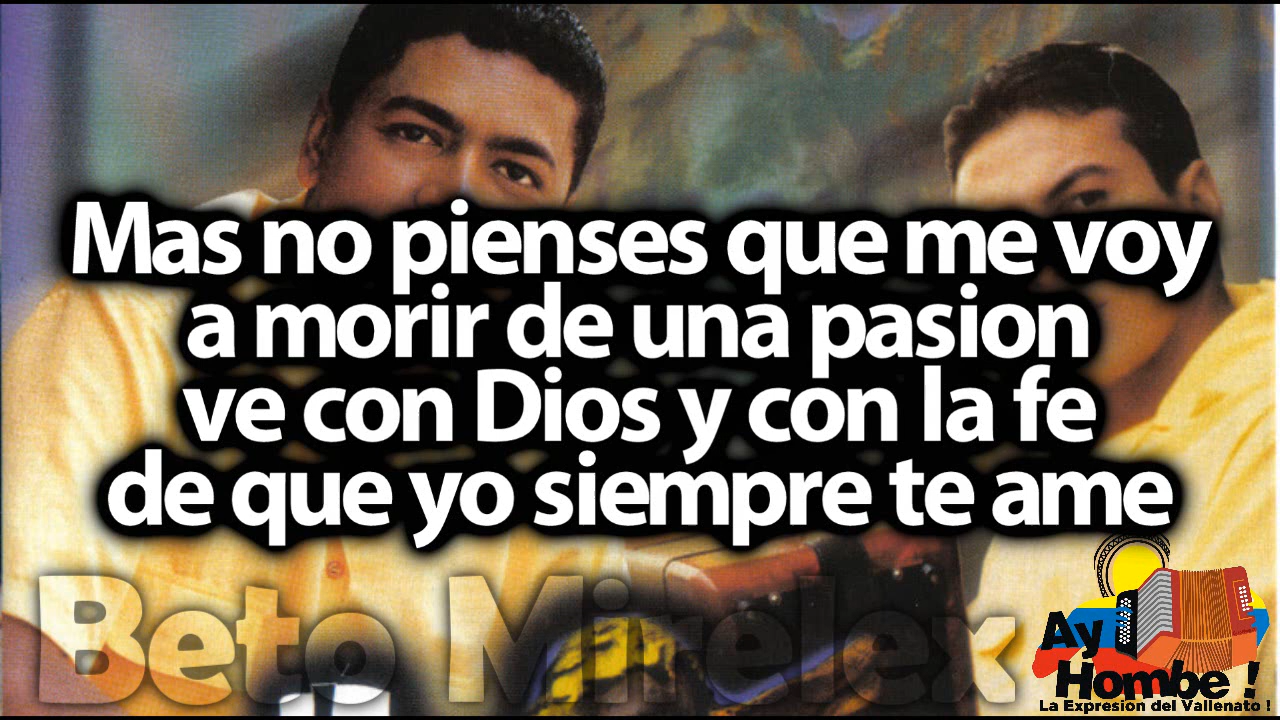 Mas no pienses que me voy
a morir de una pasion
ve con Dios y con la fe
de que yo siempre te ame
Beto Mirelex
Ay
Hombe !
La Expresion del Vallenato !